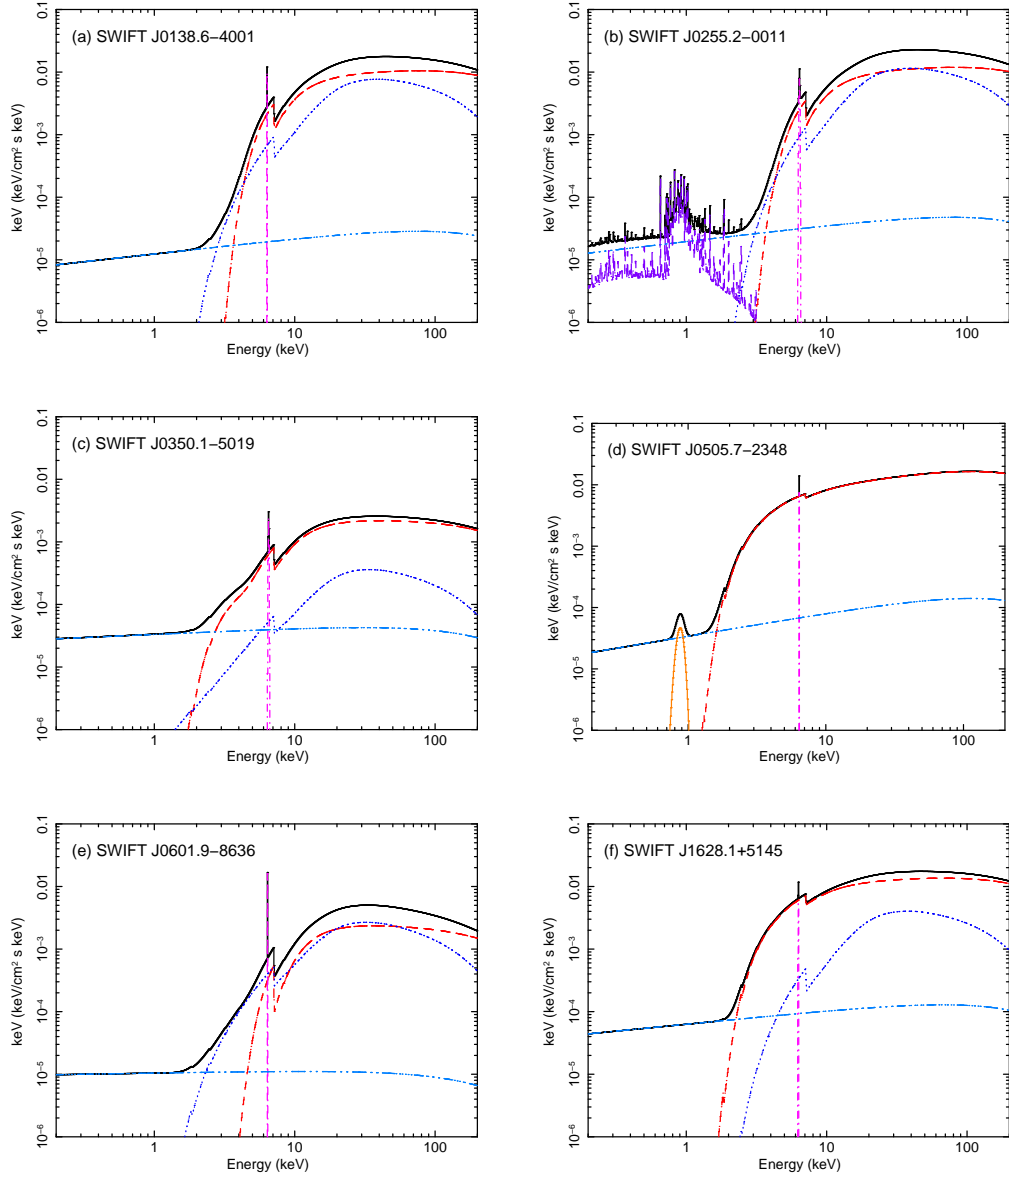 (a) SWIFT J0138.6−4001
keV (keV/cm² s keV)
10⁻⁶ 10⁻⁵ 10⁻⁴ 10⁻³ 0.01 0.1
1 10 100
Energy (keV)
(b) SWIFT J0255.2−0011
keV (keV/cm² s keV)
10⁻⁶ 10⁻⁵ 10⁻⁴ 10⁻³ 0.01 0.1
1 10 100
Energy (keV)
(c) SWIFT J0350.1−5019
keV (keV/cm² s keV)
10⁻⁶ 10⁻⁵ 10⁻⁴ 10⁻³ 0.01 0.1
1 10 100
Energy (keV)
(d) SWIFT J0505.7−2348
keV (keV/cm² s keV)
10⁻⁶ 10⁻⁵ 10⁻⁴ 10⁻³ 0.01 0.1
1 10 100
Energy (keV)
(e) SWIFT J0601.9−8636
keV (keV/cm² s keV)
10⁻⁶ 10⁻⁵ 10⁻⁴ 10⁻³ 0.01 0.1
1 10 100
Energy (keV)
(f) SWIFT J1628.1+5145
keV (keV/cm² s keV)
10⁻⁶ 10⁻⁵ 10⁻⁴ 10⁻³ 0.01 0.1
1 10 100
Energy (keV)